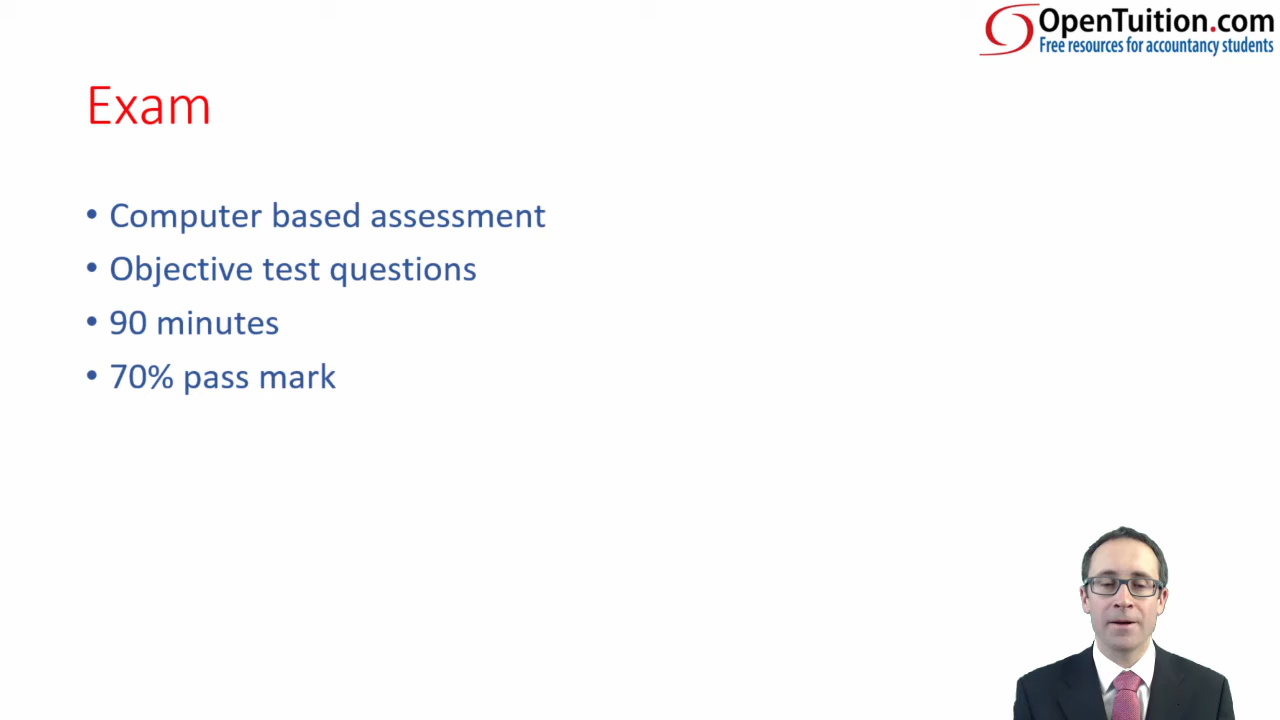 OpenTuition.com
Free resources for accountancy students
Exam
• Computer based assessment
• Objective test questions
• 90 minutes
• 70% pass mark